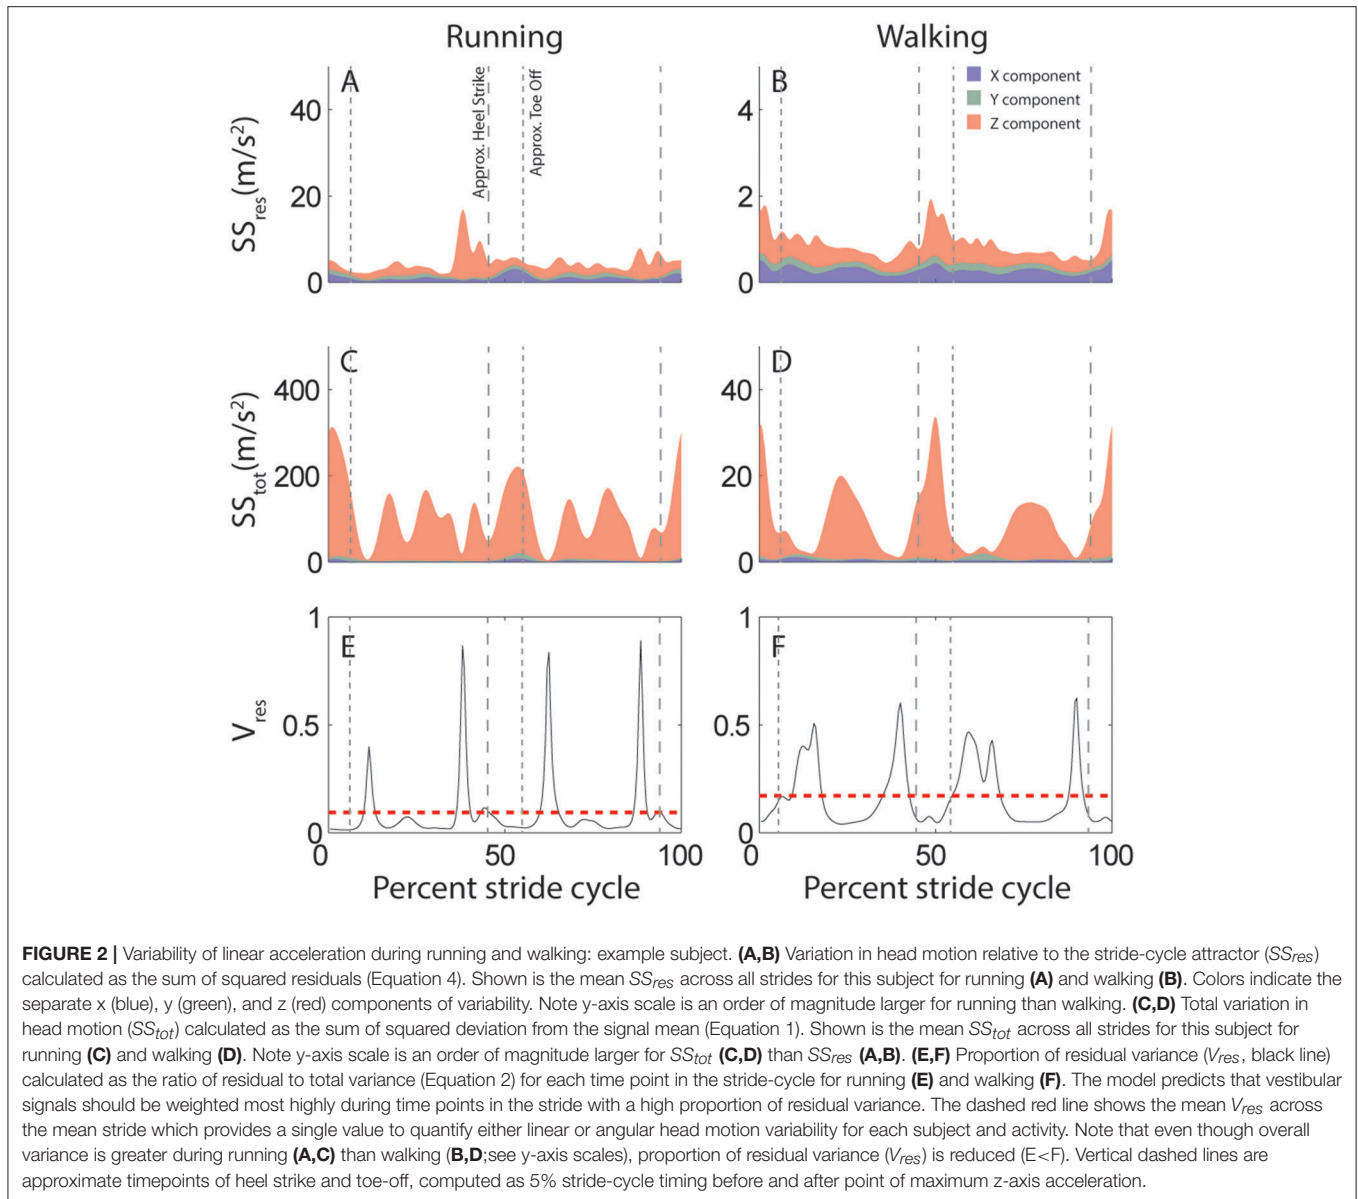 Running
Walking
A
B
Approx. Heel Strike
Approx. Toe Off
X component
Y component
Z component
SSres(m/s2)
40
20
0
4
2
0
C
D
SStot(m/s2)
400
200
0
40
20
0
E
F
Vres
1
0.5
0
1
0.5
0
0
50
100
0
50
100
Percent stride cycle
Percent stride cycle
FIGURE 2 | Variability of linear acceleration during running and walking: example subject. (A,B) Variation in head motion relative to the stride-cycle attractor (SSres)
calculated as the sum of squared residuals (Equation 4). Shown is the mean SSres across all strides for this subject for running (A) and walking (B). Colors indicate the
separate x (blue), y (green), and z (red) components of variability. Note y-axis scale is an order of magnitude larger for running than walking. (C,D) Total variation in
head motion (SStot) calculated as the sum of squared deviation from the signal mean (Equation 1). Shown is the mean SStot across all strides for this subject for
running (C) and walking (D). Note y-axis scale is an order of magnitude larger for SStot (C,D) than SSres (A,B). (E,F) Proportion of residual variance (Vres, black line)
calculated as the ratio of residual to total variance (Equation 2) for each time point in the stride-cycle for running (E) and walking (F). The model predicts that vestibular
signals should be weighted most highly during time points in the stride with a high proportion of residual variance. The dashed red line shows the mean Vres across
the mean stride which provides a single value to quantify either linear or angular head motion variability for each subject and activity. Note that even though overall
variance is greater during running (A,C) than walking (B,D;see y-axis scales), proportion of residual variance (Vres) is reduced (E<F). Vertical dashed lines are
approximate timepoints of heel strike and toe-off, computed as 5% stride-cycle timing before and after point of maximum z-axis acceleration.